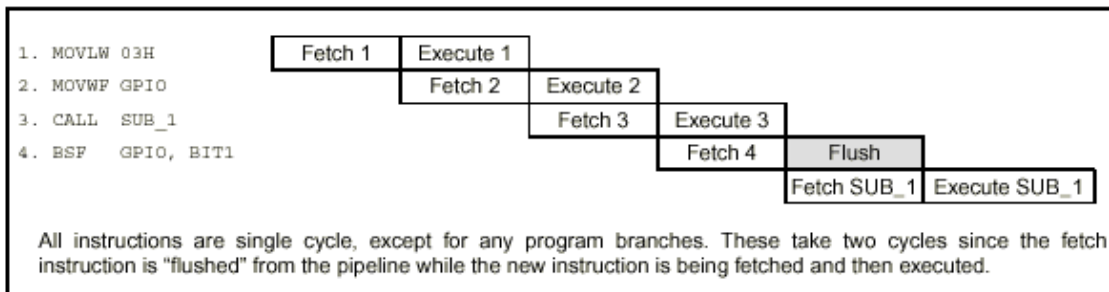 1. MOVLW 03H Fetch 1 Execute 1
2. MOVWF GPIO Fetch 2 Execute 2
3. CALL SUB_1 Fetch 3 Execute 3
4. BSF GPIO, BIT1 Fetch 4 Flush
Fetch SUB_1 Execute SUB_1
All instructions are single cycle, except for any program branches. These take two cycles since the fetch
instruction is “flushed” from the pipeline while the new instruction is being fetched and then executed.